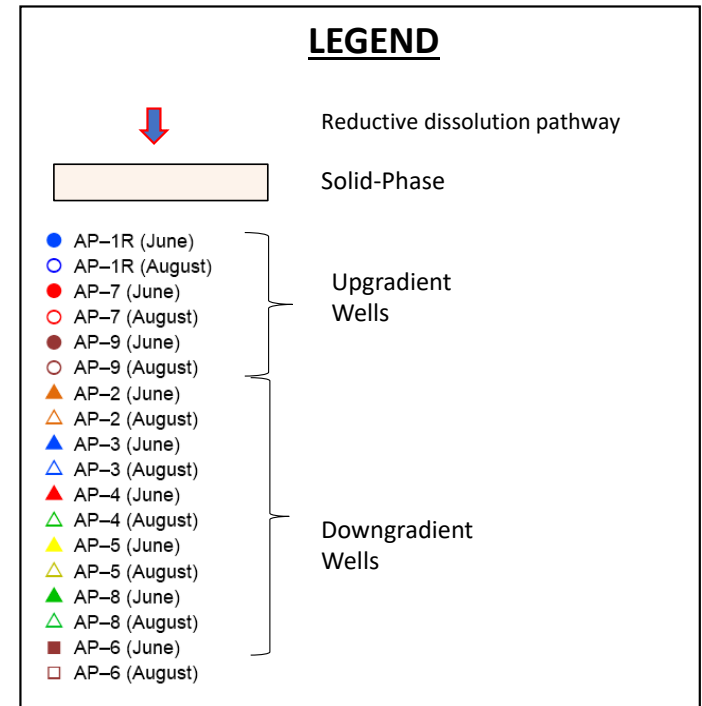 LEGEND
Reductive dissolution pathway
Solid-Phase
AP–1R (June)
AP–1R (August)
AP–7 (June)
AP–7 (August)
AP–9 (June)
AP–9 (August)
AP–2 (June)
AP–2 (August)
AP–3 (June)
AP–3 (August)
AP–4 (June)
AP–4 (August)
AP–5 (June)
AP–5 (August)
AP–8 (June)
AP–8 (August)
AP–6 (June)
AP–6 (August)
Upgradient
Wells
Downgradient
Wells